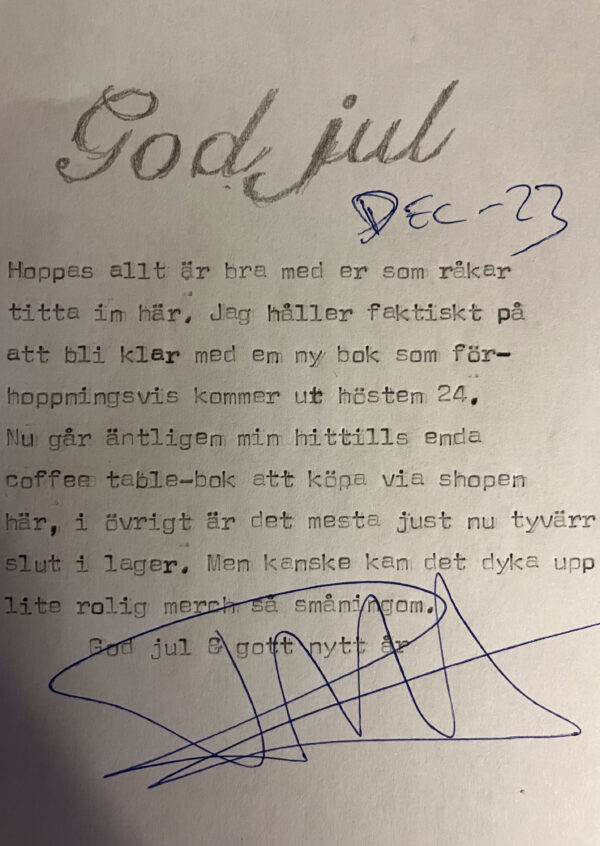 God jul
DEC-23
Hoppas allt är bra med er som råkar
titta in här. Jag håller faktiskt på
att bli klar med en ny bok som för-
hoppningsvis kommer ut hösten 24.
Nu går äntligen min hittills enda
coffee table-bok att köpa via shopen
här, i övrigt är det mesta just nu tyvärr
slut i lager. Men kanske kan det dyka upp
lite rolig merch så småningom.
God jul & gott nytt år